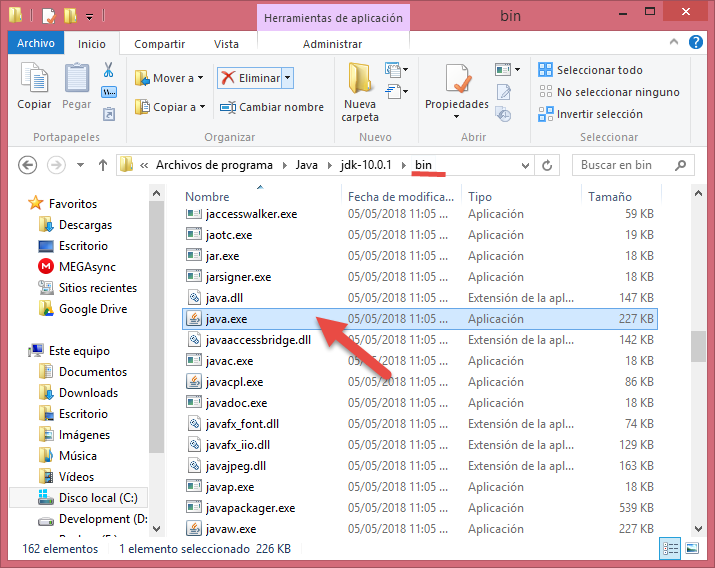 Herramientas de aplicación
bin
Archivo
Inicio
Compartir
Vista
Administrar
Copiar
Pegar
Mover a
Copiar a
Eliminar
Cambiar nombre
Nueva
carpeta
Propiedades
Seleccionar todo
No seleccionar ninguno
Invertir selección
Portapapeles
Organizar
Nuevo
Abrir
Seleccionar
« Archivos de programa
Java
jdk-10.0.1
bin
Buscar en bin
Favoritos
Descargas
Escritorio
MEGAsync
Sitios recientes
Google Drive
Este equipo
Documentos
Downloads
Escritorio
Imágenes
Música
Vídeos
Disco local (C:)
Development (D:
Nombre Fecha de modifica... Tipo Tamaño
jaccesswalker.exe 05/05/2018 11:05 ... Aplicación 59 KB
jaotc.exe 05/05/2018 11:05 ... Aplicación 19 KB
jar.exe 05/05/2018 11:05 ... Aplicación 18 KB
jarsigner.exe 05/05/2018 11:05 ... Aplicación 18 KB
java.dll 05/05/2018 11:05 ... Extensión de la apl... 147 KB
java.exe 05/05/2018 11:05 ... Aplicación 227 KB
javaaccessbridge.dll 05/05/2018 11:05 ... Extensión de la apl... 142 KB
javac.exe 05/05/2018 11:05 ... Aplicación 18 KB
javacpl.exe 05/05/2018 11:05 ... Aplicación 86 KB
javadoc.exe 05/05/2018 11:05 ... Aplicación 18 KB
javafx_font.dll 05/05/2018 11:05 ... Extensión de la apl... 74 KB
javafx_iio.dll 05/05/2018 11:05 ... Extensión de la apl... 129 KB
javajpeg.dll 05/05/2018 11:05 ... Extensión de la apl... 163 KB
javap.exe 05/05/2018 11:05 ... Aplicación 18 KB
javapackager.exe 05/05/2018 11:05 ... Aplicación 539 KB
javaw.exe 05/05/2018 11:05 ... Aplicación 227 KB
162 elementos 1 elemento seleccionado 226 KB